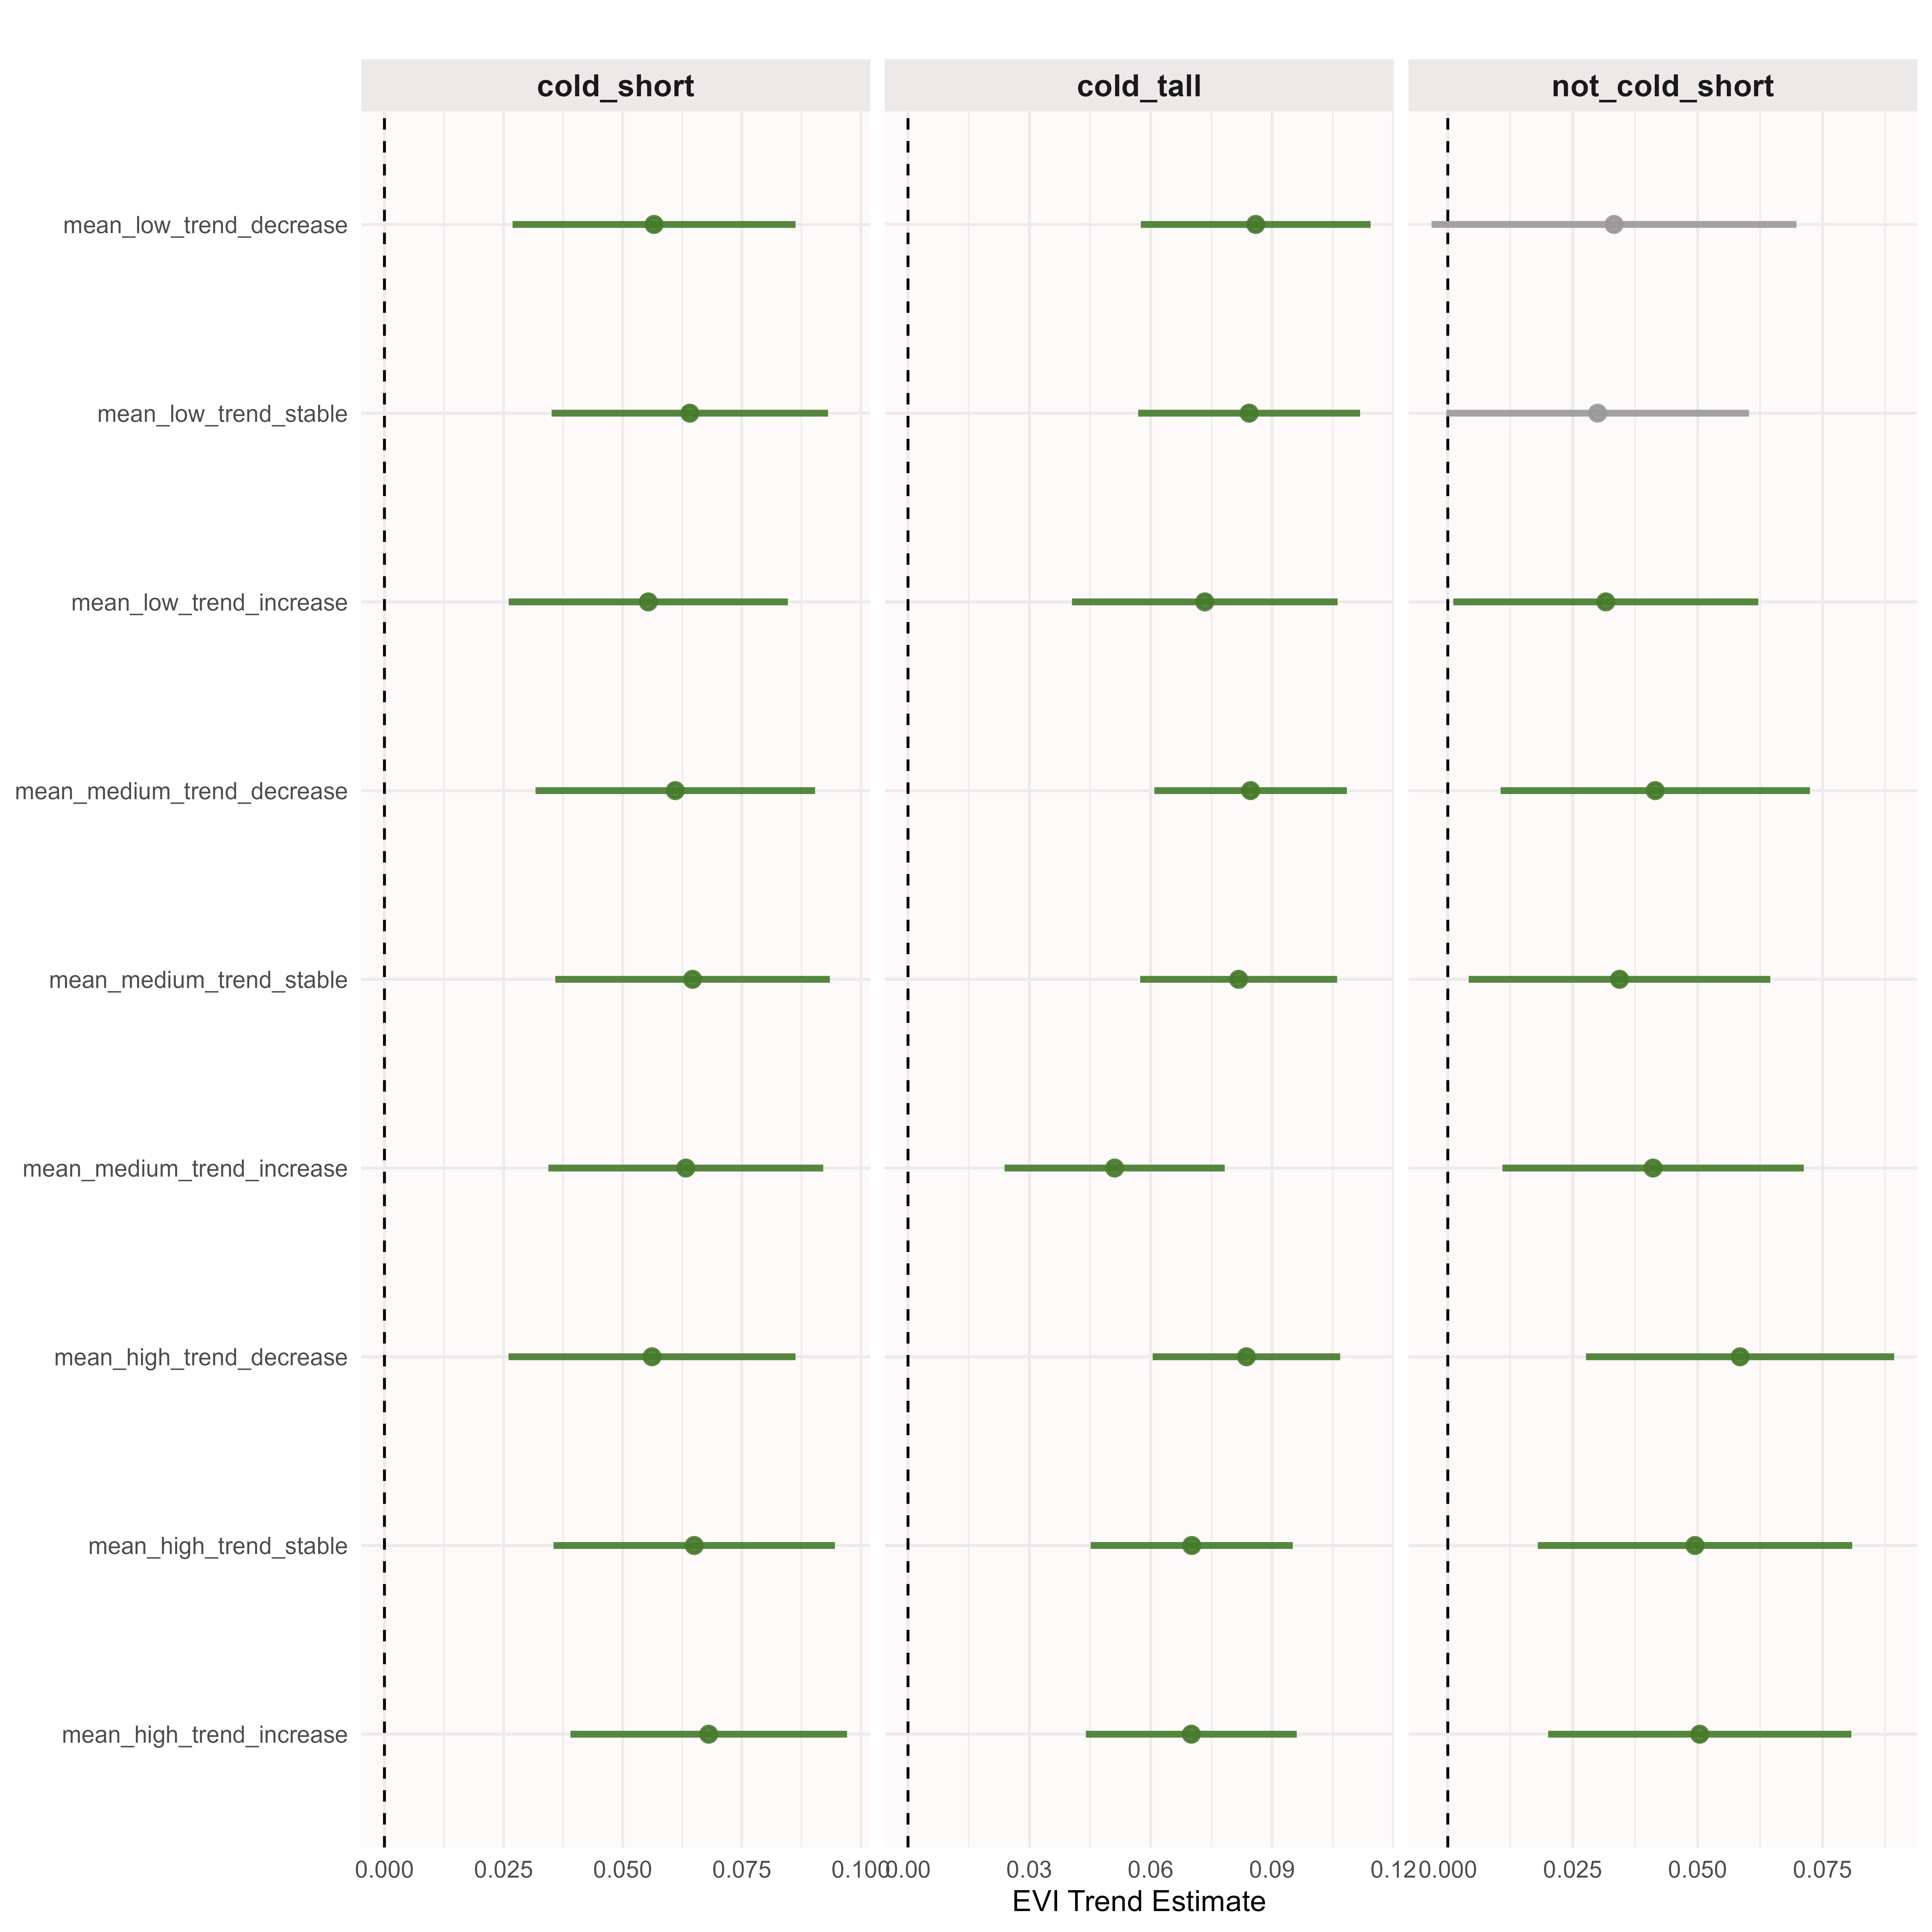 cold_short
cold_tall
not_cold_short
mean_low_trend_decrease
mean_low_trend_stable
mean_low_trend_increase
mean_medium_trend_decrease
mean_medium_trend_stable
mean_medium_trend_increase
mean_high_trend_decrease
mean_high_trend_stable
mean_high_trend_increase
0.000 0.025 0.050 0.075 0.100 0.00 0.03 0.06 0.09 0.12 0.000 0.025 0.050 0.075
EVI Trend Estimate